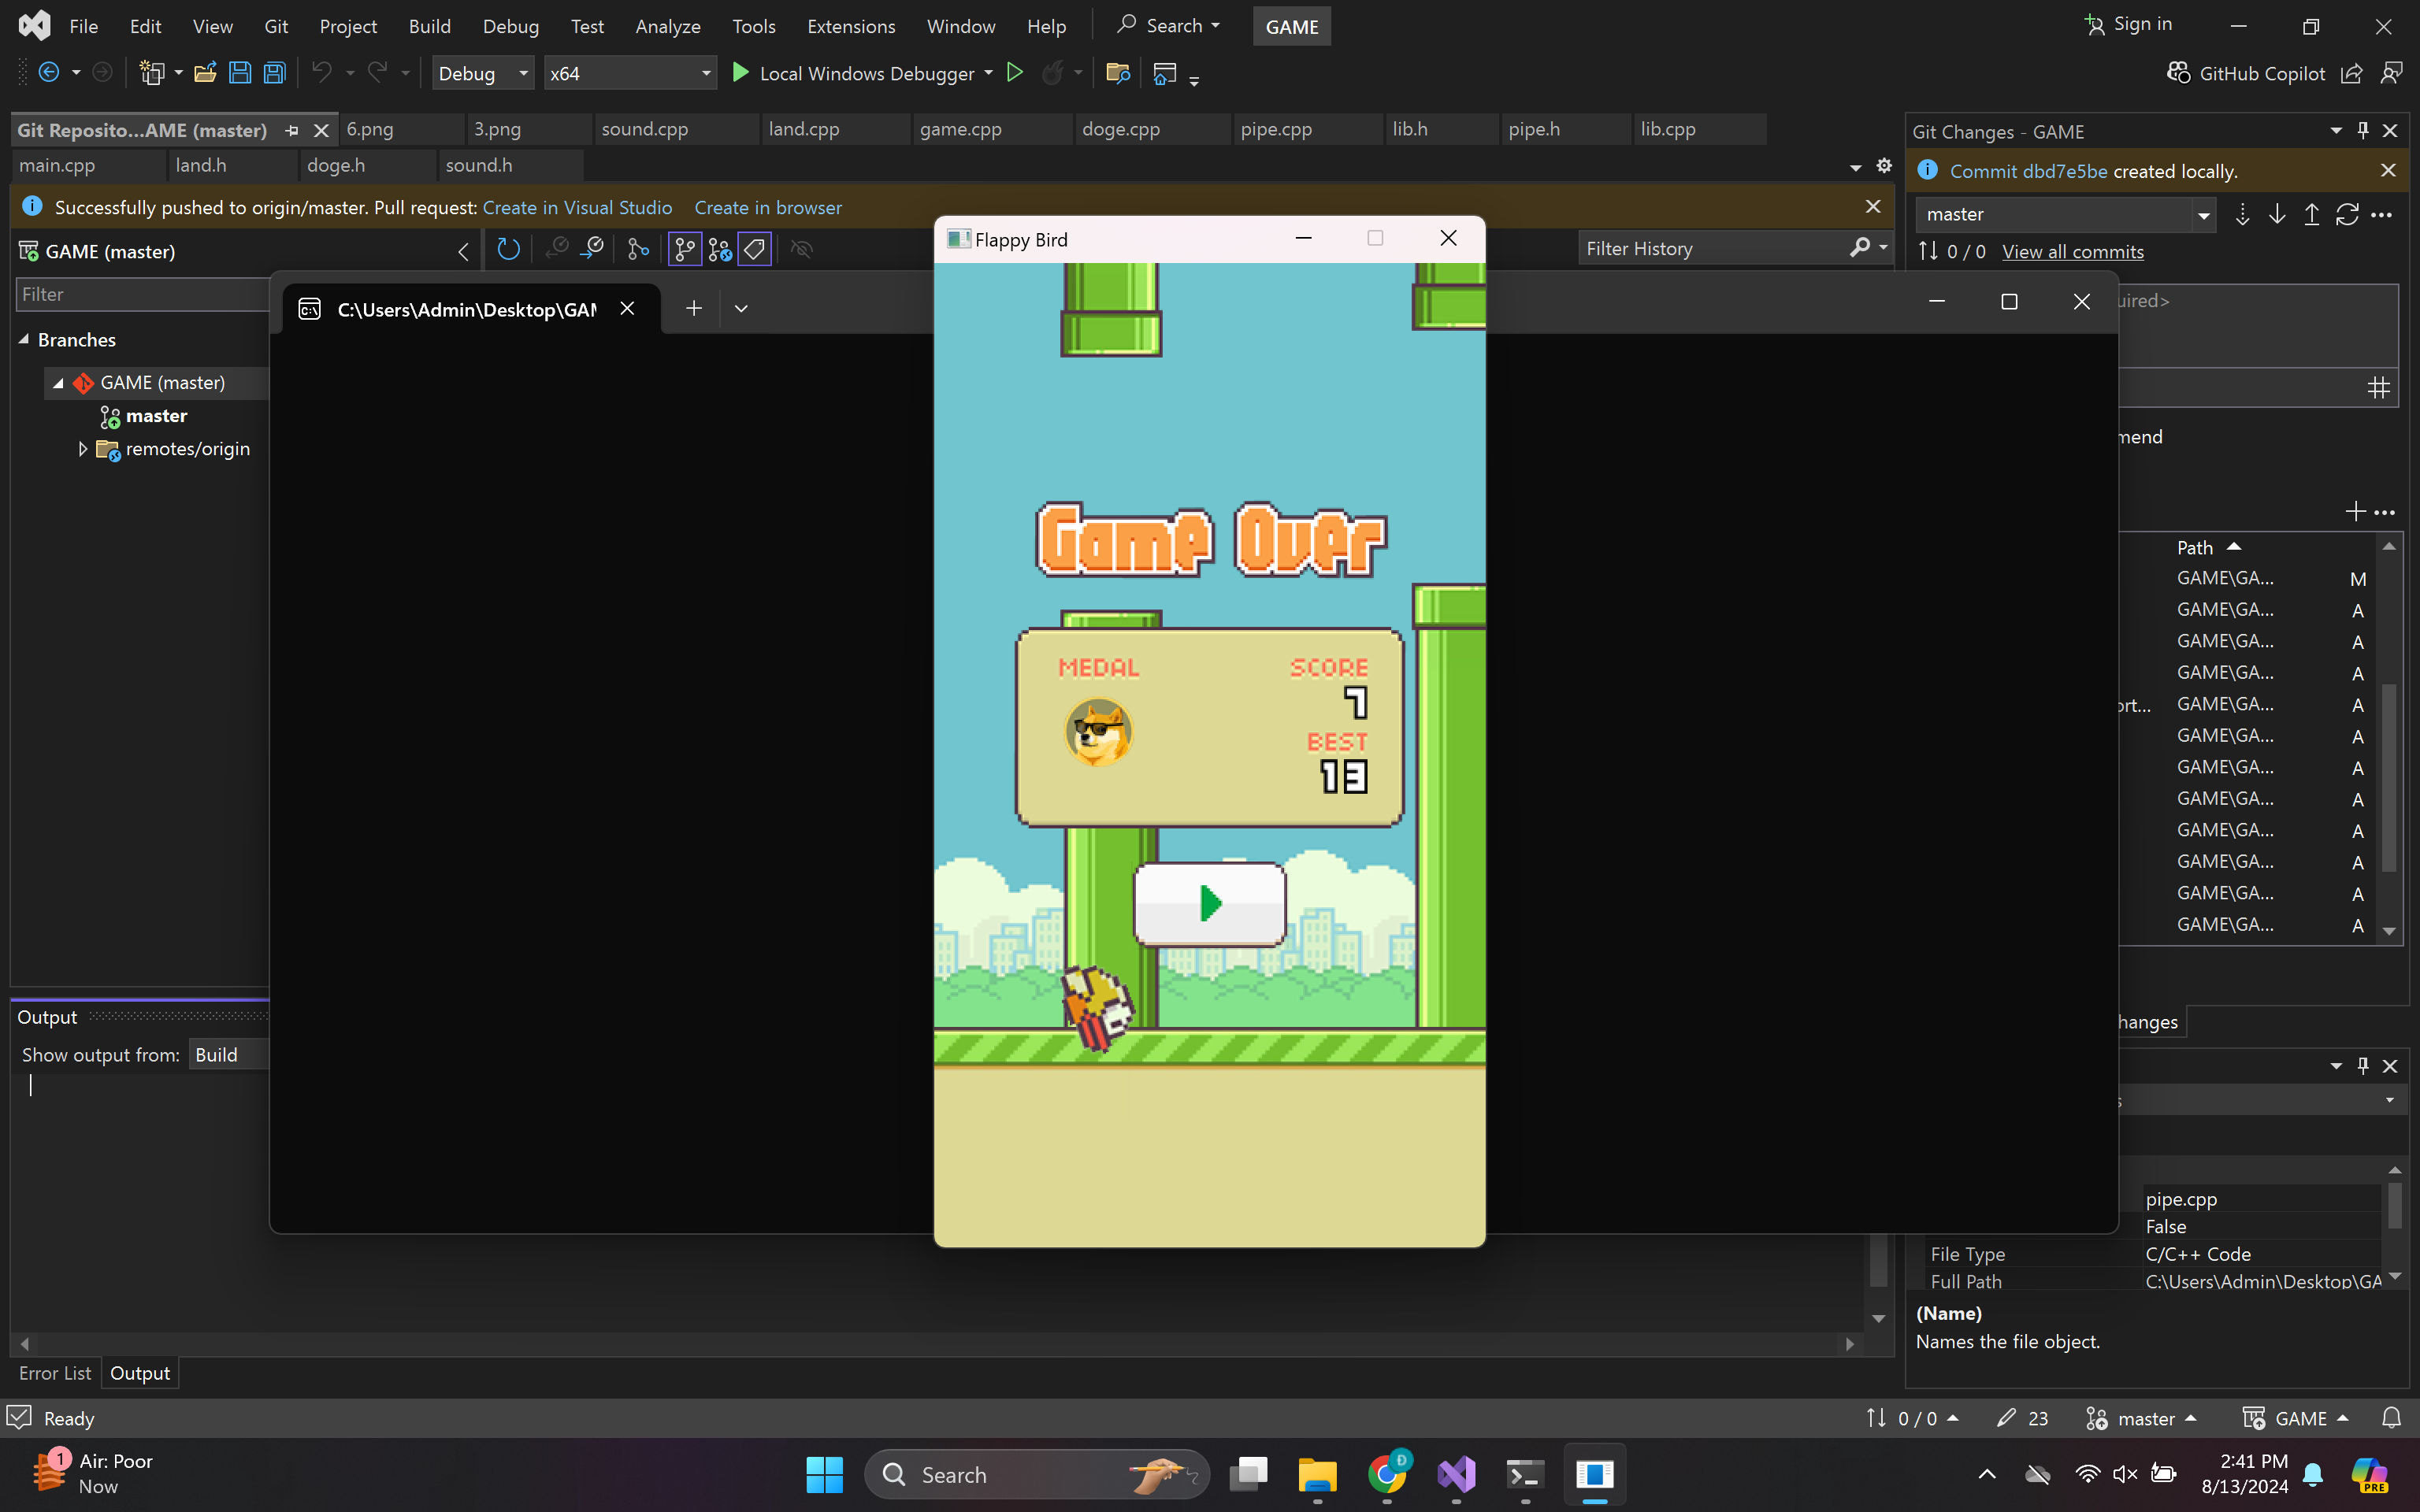 File Edit View Git Project Build Debug Test Analyze Tools Extensions Window Help Search GAME Sign in
Debug x64 Local Windows Debugger GitHub Copilot
Git Reposito...AME (master) 6.png 3.png sound.cpp land.cpp game.cpp doge.cpp pipe.cpp lib.h pipe.h lib.cpp
main.cpp land.h doge.h sound.h
Successfully pushed to origin/master. Pull request: Create in Visual Studio Create in browser
GAME (master)
Filter History
Filter
Branches
GAME (master)
master
remotes/origin
C:\Users\Admin\Desktop\GAM
Flappy Bird
Game Over
MEDAL SCORE
7
BEST
13
Git Changes - GAME
Commit dbd7e5be created locally.
master
0 / 0 View all commits
uired>
mend
Path
GAME\GA... M
GAME\GA... A
GAME\GA... A
GAME\GA... A
ort... GAME\GA... A
GAME\GA... A
GAME\GA... A
GAME\GA... A
GAME\GA... A
GAME\GA... A
GAME\GA... A
GAME\GA... A
hanges
s
pipe.cpp
False
File Type C/C++ Code
Full Path C:\Users\Admin\Desktop\GA
(Name)
Names the file object.
Output
Show output from: Build
Error List Output
Ready
0 / 0 23 master GAME
1 Air: Poor
Now
Search
Đ
2:41 PM
8/13/2024
PRE